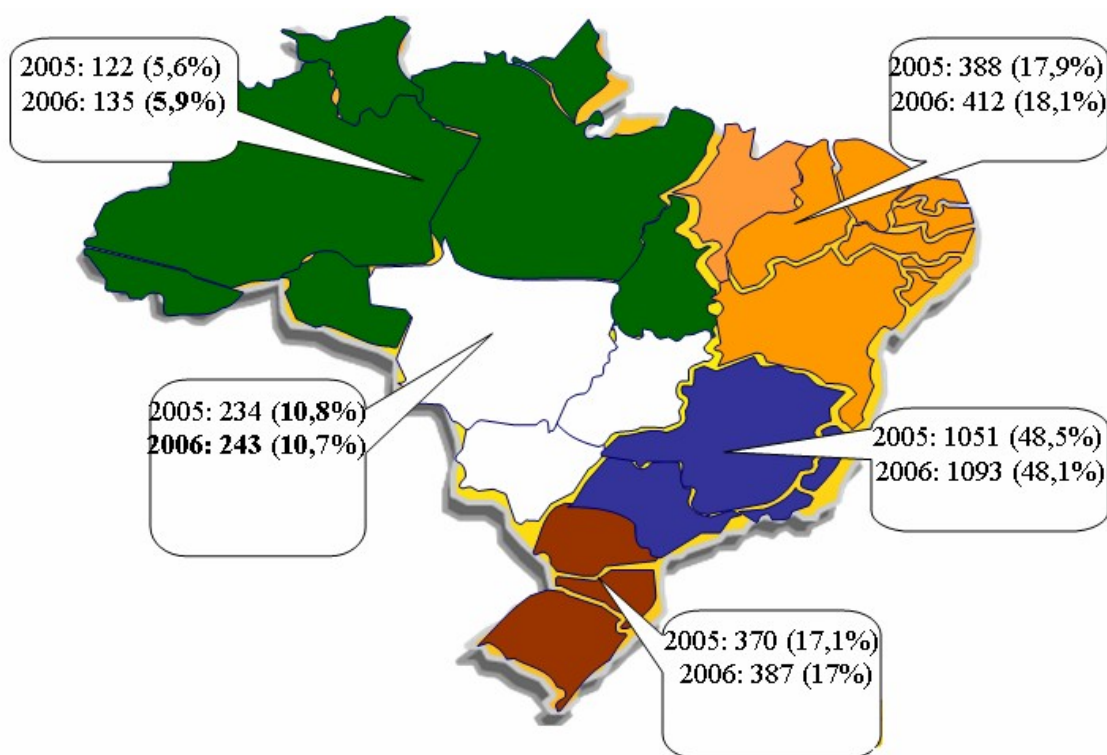 2005: 122 (5,6%)
2006: 135 (5,9%)
2005: 388 (17,9%)
2006: 412 (18,1%)
2005: 234 (10,8%)
2006: 243 (10,7%)
2005: 1051 (48,5%)
2006: 1093 (48,1%)
2005: 370 (17,1%)
2006: 387 (17%)